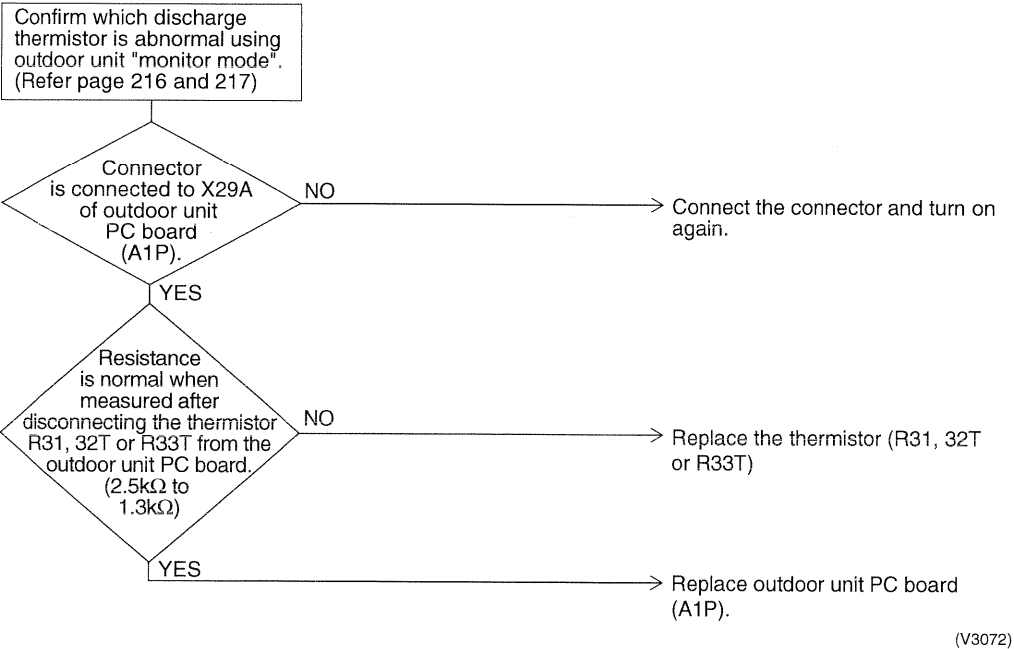 Confirm which discharge
thermistor is abnormal using
outdoor unit "monitor mode".
(Refer page 216 and 217)
Connector
is connected to X29A
of outdoor unit
PC board
(A1P).
NO
Connect the connector and turn on
again.
YES
Resistance
is normal when
measured after
disconnecting the thermistor
R31, 32T or R33T from the
outdoor unit PC board.
(2.5kΩ to
1.3kΩ)
NO
Replace the thermistor (R31, 32T
or R33T)
YES
Replace outdoor unit PC board
(A1P).
(V3072)